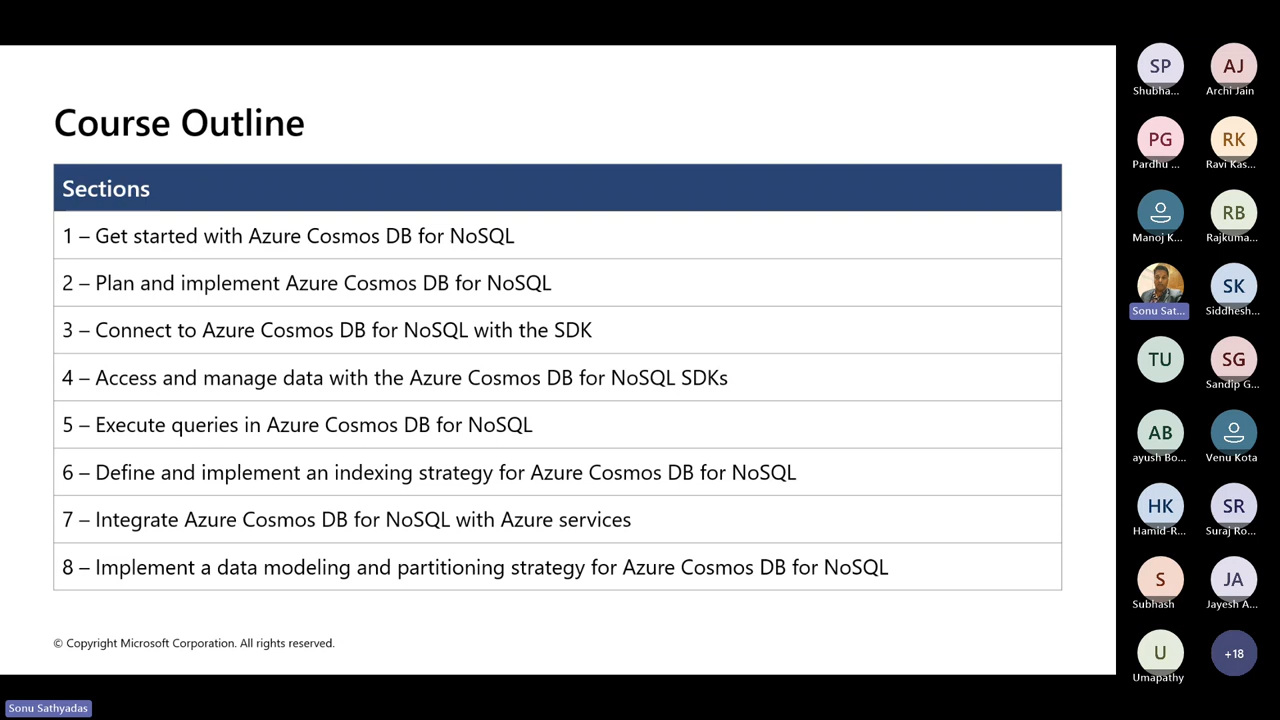 Course Outline
Sections
1 – Get started with Azure Cosmos DB for NoSQL
2 – Plan and implement Azure Cosmos DB for NoSQL
3 – Connect to Azure Cosmos DB for NoSQL with the SDK
4 – Access and manage data with the Azure Cosmos DB for NoSQL SDKs
5 – Execute queries in Azure Cosmos DB for NoSQL
6 – Define and implement an indexing strategy for Azure Cosmos DB for NoSQL
7 – Integrate Azure Cosmos DB for NoSQL with Azure services
8 – Implement a data modeling and partitioning strategy for Azure Cosmos DB for NoSQL
© Copyright Microsoft Corporation. All rights reserved.
SP AJ
Shubha... Archi Jain
PG RK
Pardhu ... Ravi Kas...
RB
Manoj K... Rajkuma...
SK
Sonu Sat... Siddhesh...
TU SG
Sandip G...
AB
ayush Bo... Venu Kota
HK SR
Hamid-R... Suraj Ro...
S JA
Subhash Jayesh A...
U +18
Umapathy
Sonu Sathyadas